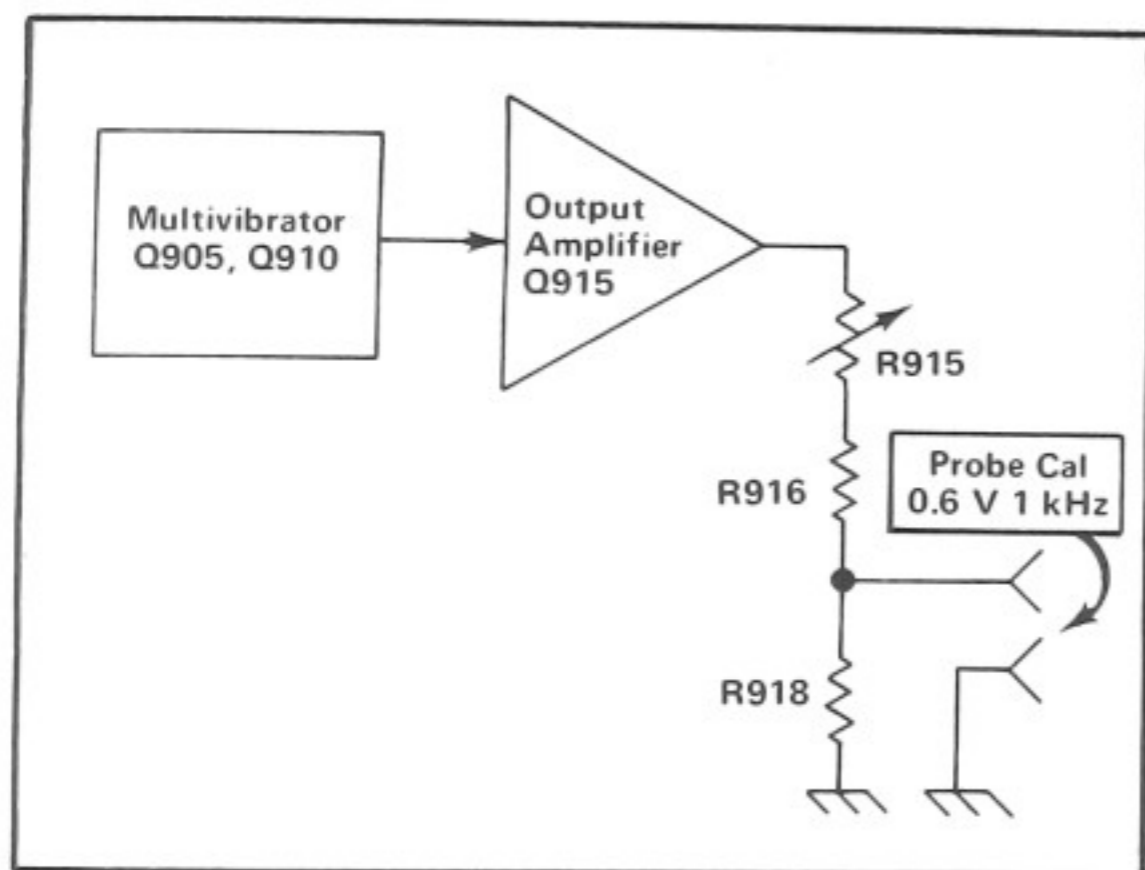 Multivibrator
Q905, Q910
Output
Amplifier
Q915
R915
R916
Probe Cal
0.6 V 1 kHz
R918